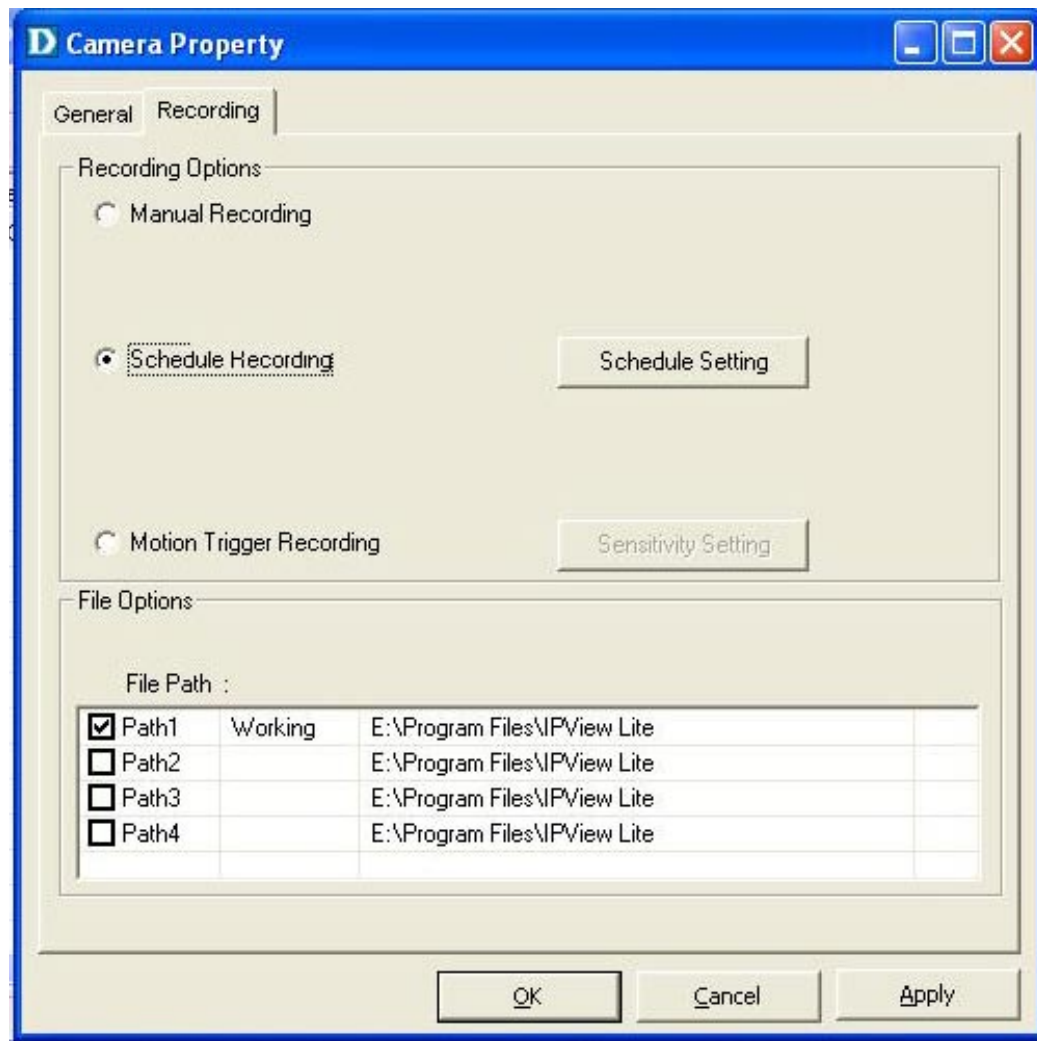 D Camera Property
General Recording
Recording Options
Manual Recording
Schedule Recording Schedule Setting
Motion Trigger Recording Sensitivity Setting
File Options
File Path :
Path1 Working E:\Program Files\IPView Lite
Path2 E:\Program Files\IPView Lite
Path3 E:\Program Files\IPView Lite
Path4 E:\Program Files\IPView Lite
OK Cancel Apply